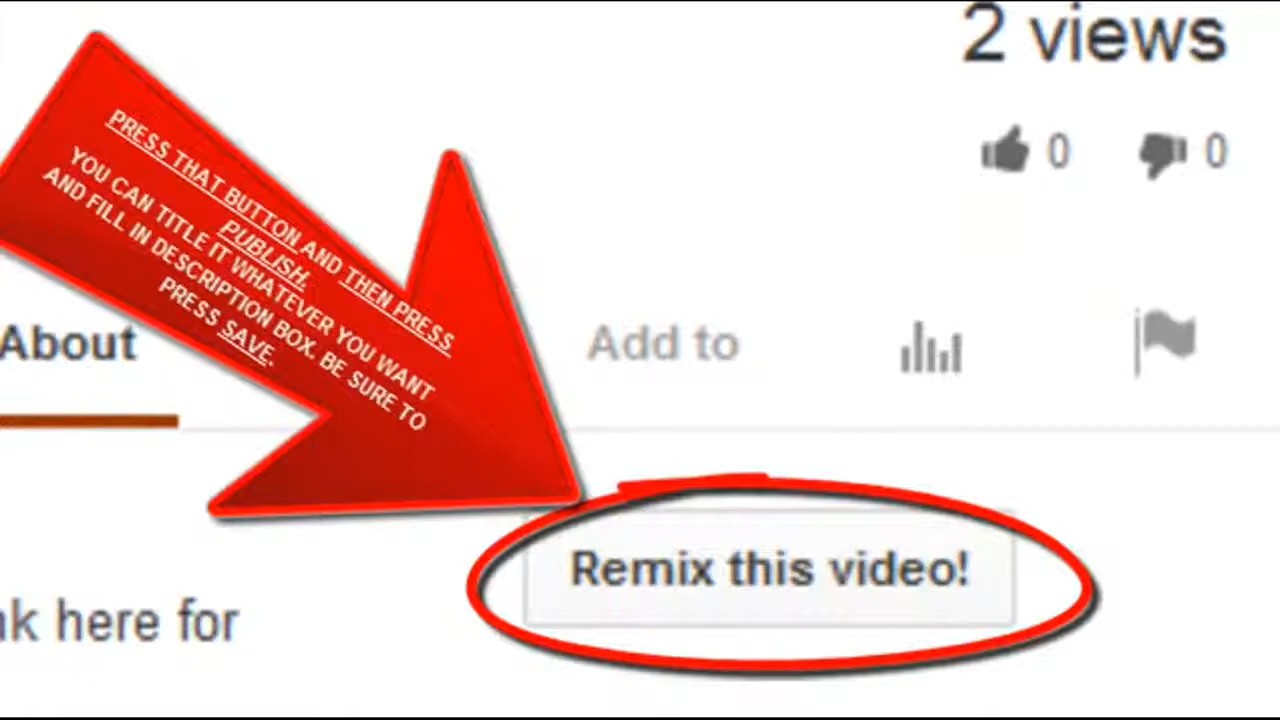 2 views
0 0
PRESS THAT BUTTON AND THEN PRESS
PUBLISH.
YOU CAN TITLE IT WHATEVER YOU WANT
AND FILL IN DESCRIPTION BOX. BE SURE TO
PRESS SAVE.
About Add to
Remix this video!
nk here for